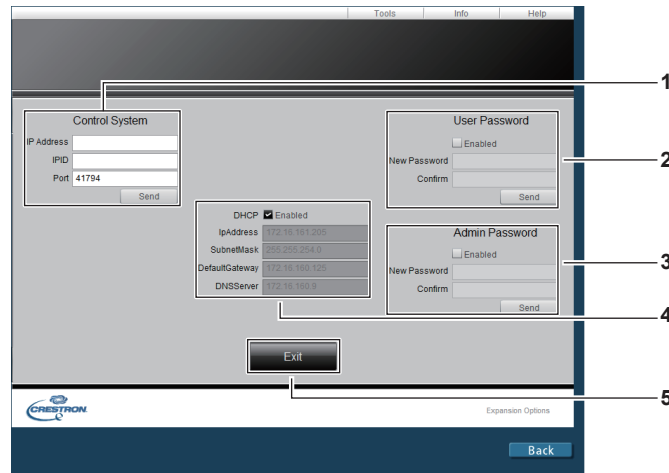 Tools Info Help
1
Control System
IP Address
IPID
Port 41794
Send
User Password
Enabled
New Password
Confirm
Send
2
DHCP Enabled
IpAddress 172.16.161.205
SubnetMask 255.255.254.0
DefaultGateway 172.16.160.125
DNSServer 172.16.160.9
Admin Password
Enabled
New Password
Confirm
Send
3
4
Exit
5
CRESTRON
Expansion Options
Back